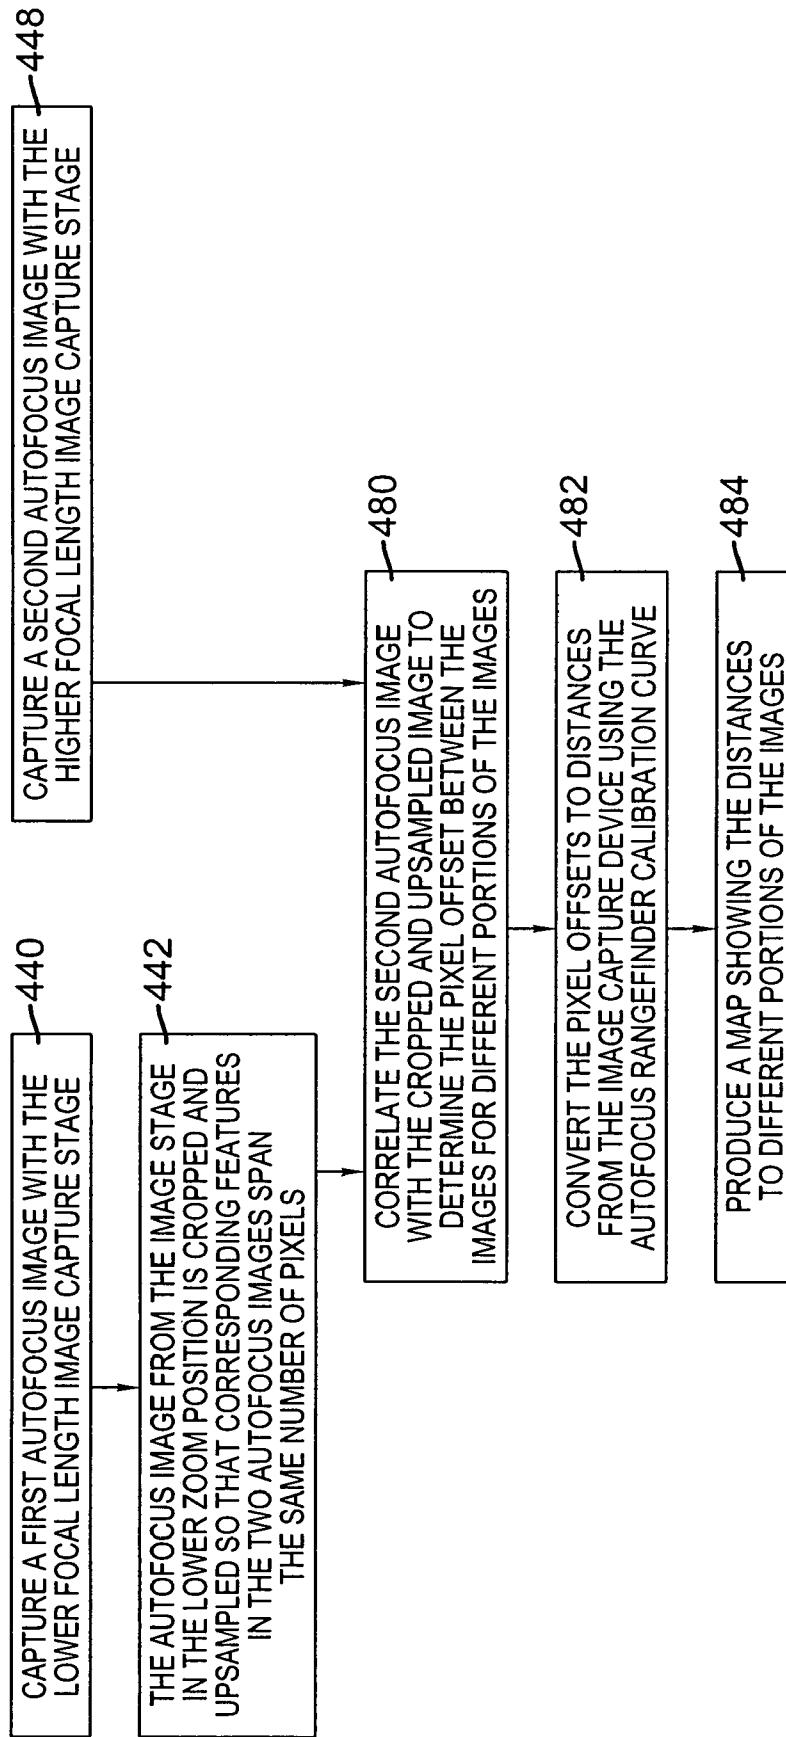 CAPTURE A FIRST AUTOFOCUS IMAGE WITH THE
LOWER FOCAL LENGTH IMAGE CAPTURE STAGE
440
CAPTURE A SECOND AUTOFOCUS IMAGE WITH THE
HIGHER FOCAL LENGTH IMAGE CAPTURE STAGE
448
THE AUTOFOCUS IMAGE FROM THE IMAGE STAGE
IN THE LOWER ZOOM POSITION IS CROPPED AND
UPSAMPLED SO THAT CORRESPONDING FEATURES
IN THE TWO AUTOFOCUS IMAGES SPAN
THE SAME NUMBER OF PIXELS
442
CORRELATE THE SECOND AUTOFOCUS IMAGE
WITH THE CROPPED AND UPSAMPLED IMAGE TO
DETERMINE THE PIXEL OFFSET BETWEEN THE
IMAGES FOR DIFFERENT PORTIONS OF THE IMAGES
480
CONVERT THE PIXEL OFFSETS TO DISTANCES
FROM THE IMAGE CAPTURE DEVICE USING THE
AUTOFOCUS RANGEFINDER CALIBRATION CURVE
482
PRODUCE A MAP SHOWING THE DISTANCES
TO DIFFERENT PORTIONS OF THE IMAGES
484